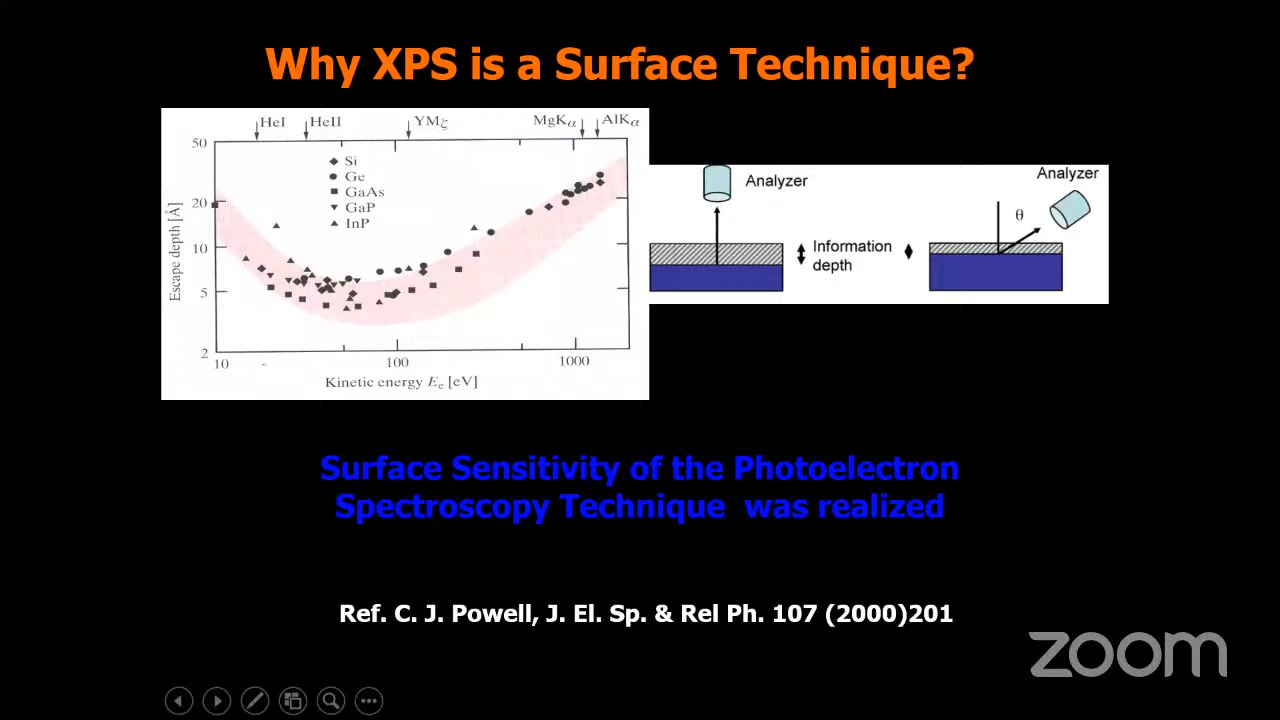 Why XPS is a Surface Technique?
HeI HeII YMζ MgKα AlKα
50
20
10
5
2
Escape depth [Å]
Si
Ge
GaAs
GaP
InP
10 100 1000
Kinetic energy Ee [eV]
Analyzer
Information
depth
Analyzer
θ
Surface Sensitivity of the Photoelectron
Spectroscopy Technique was realized
Ref. C. J. Powell, J. El. Sp. & Rel Ph. 107 (2000)201
zoom